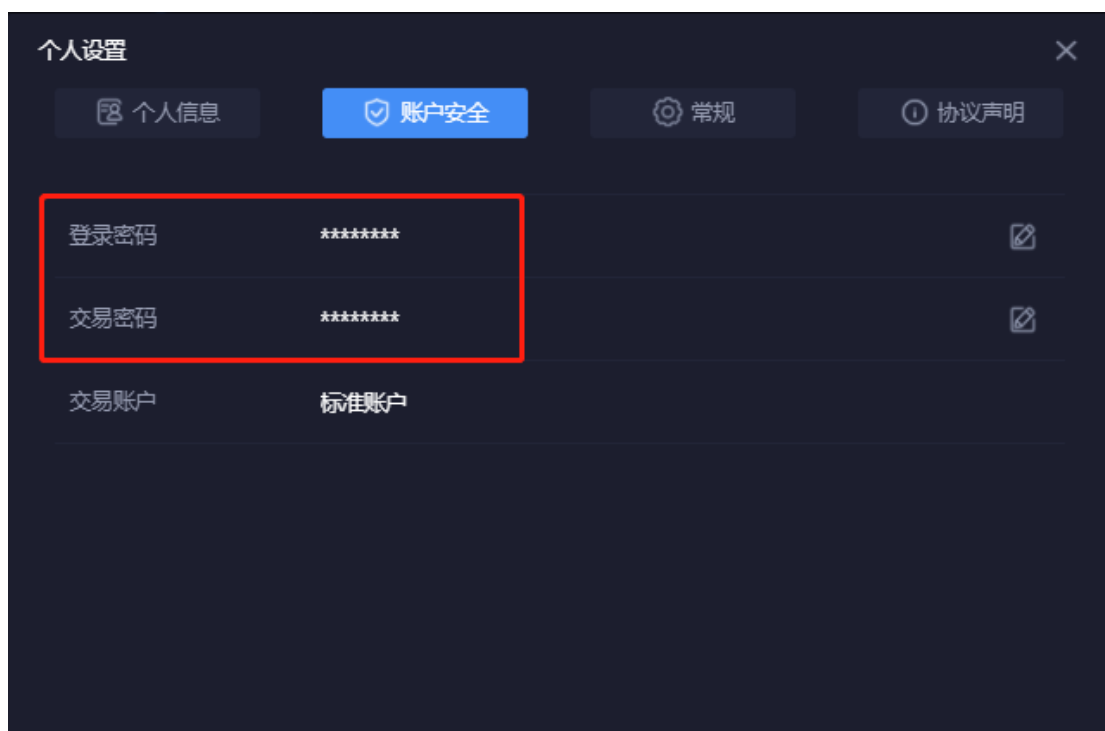 个人设置
个人信息 账户安全 常规 协议声明
登录密码 ********
交易密码 ********
交易账户 标准账户